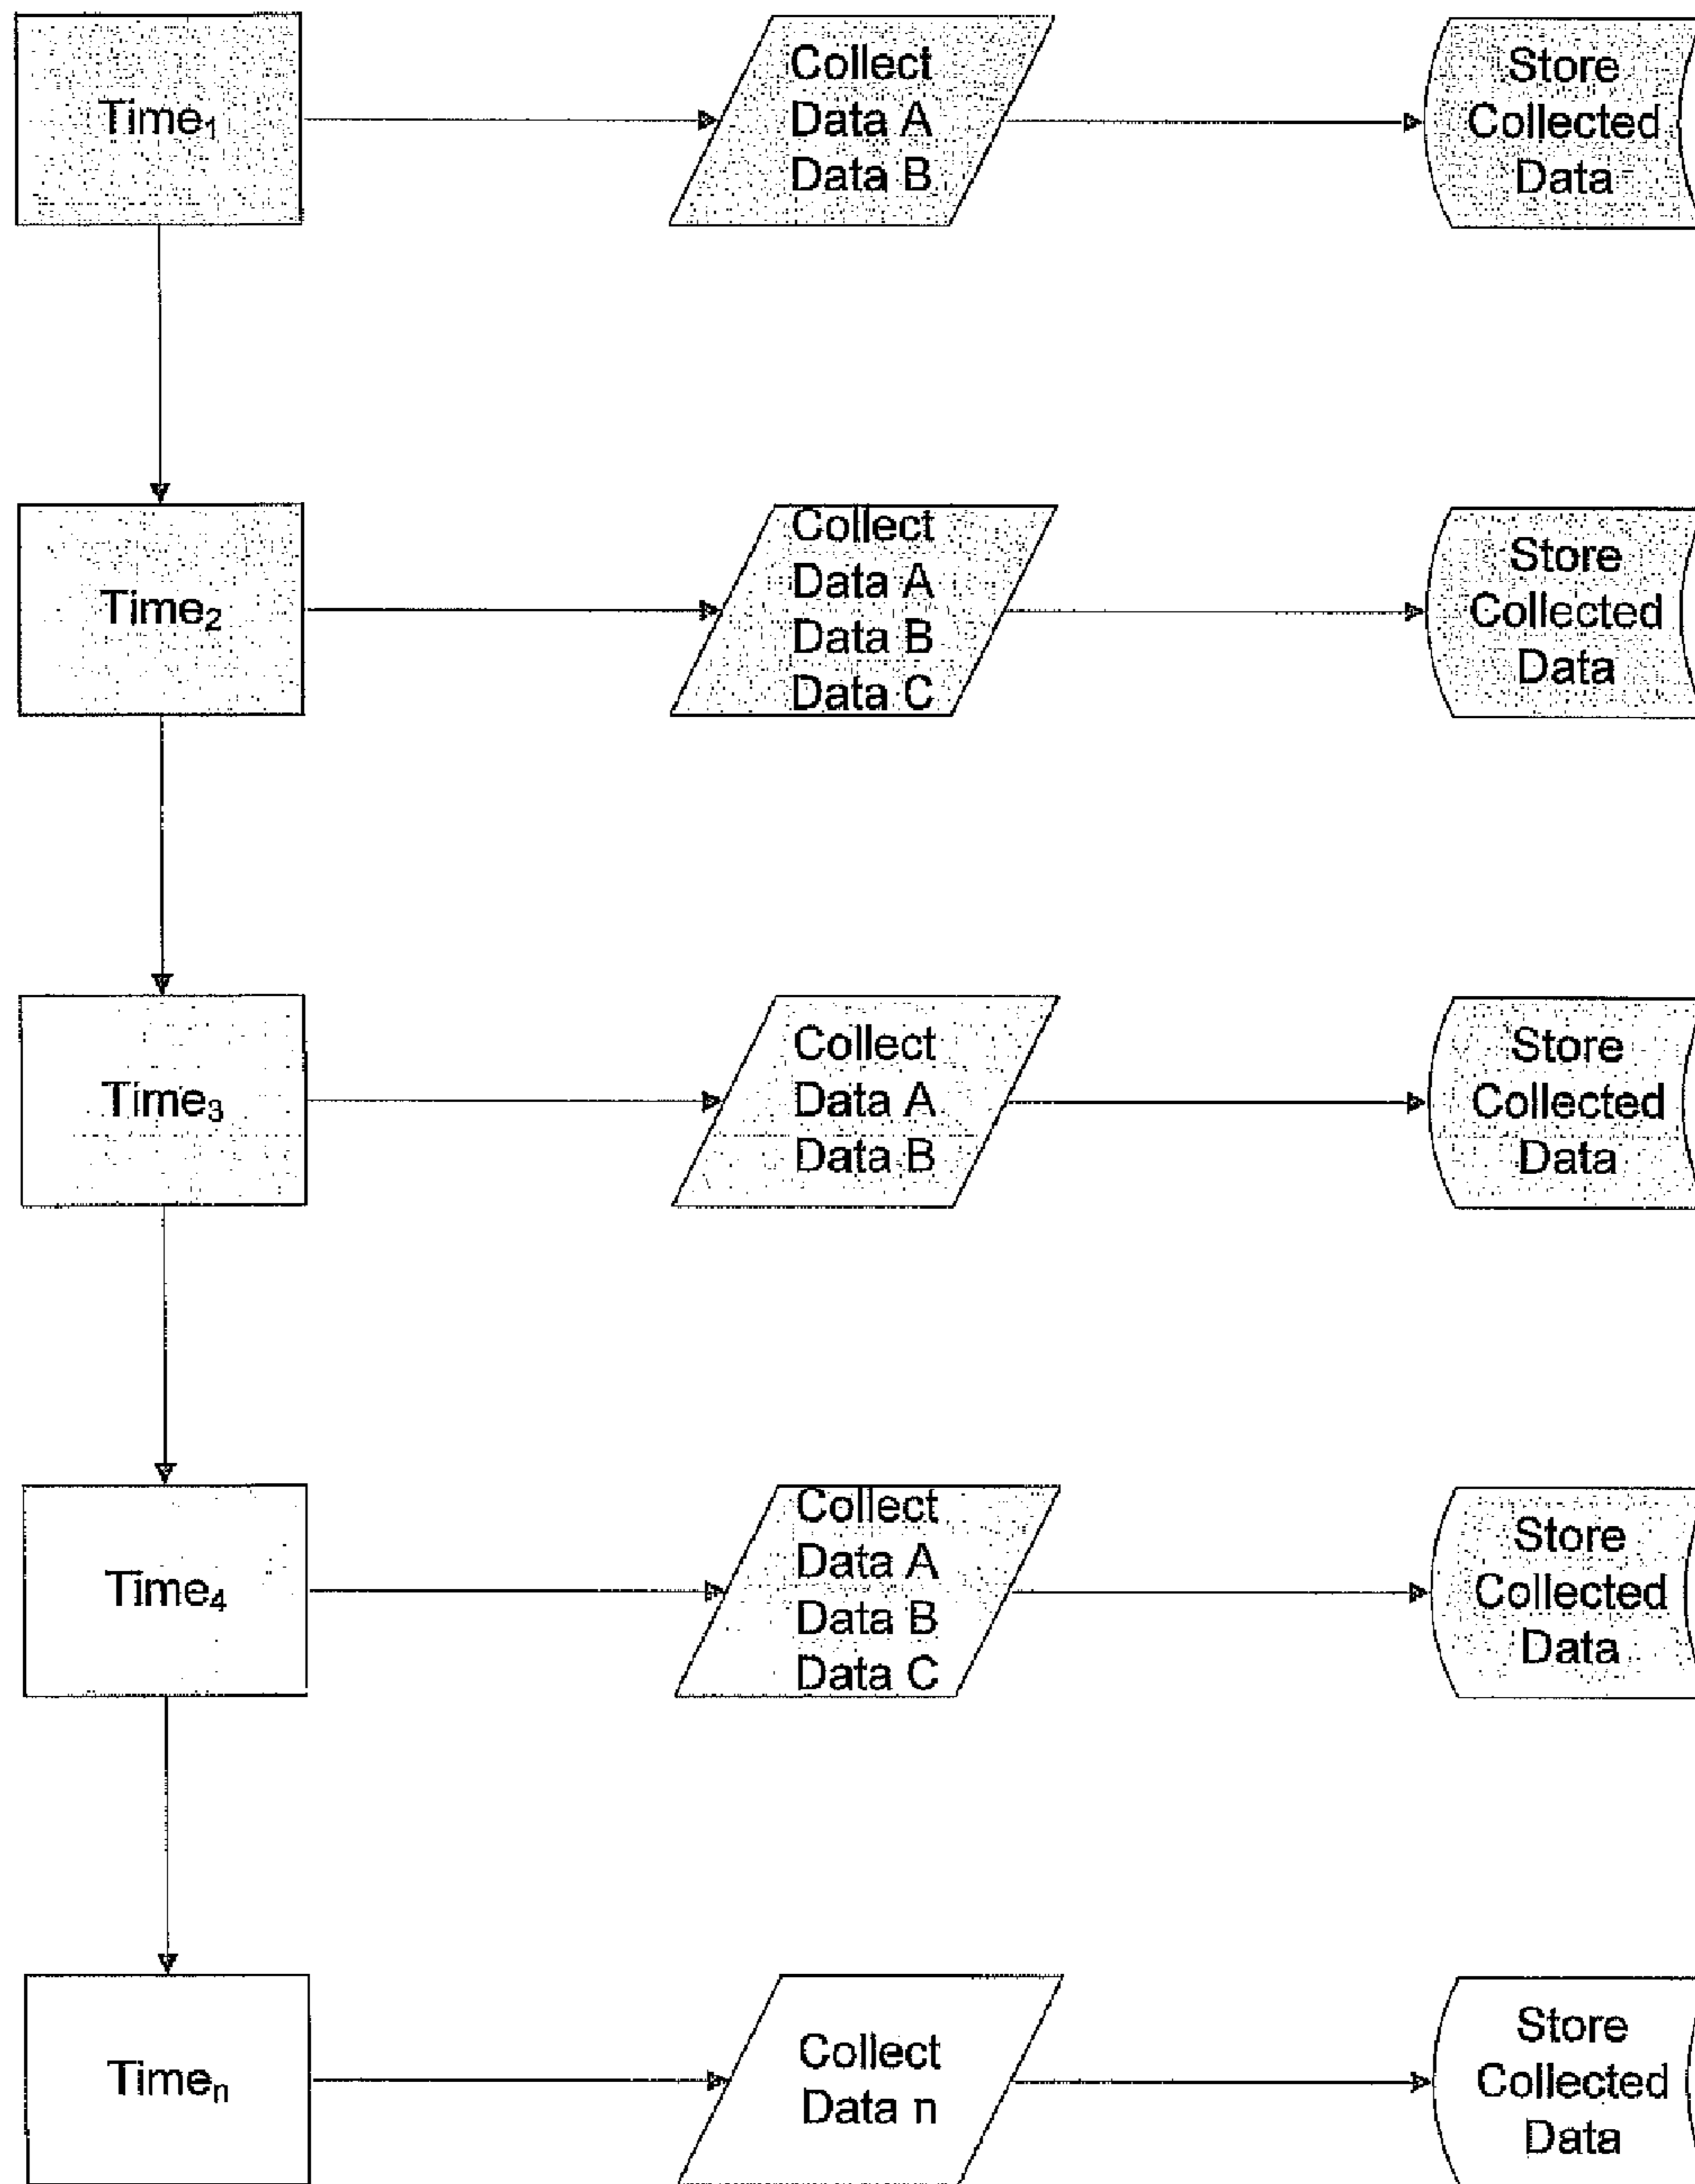 Time₁
Collect
Data A
Data B
Store
Collected
Data
Time₂
Collect
Data A
Data B
Data C
Store
Collected
Data
Time₃
Collect
Data A
Data B
Store
Collected
Data
Time₄
Collect
Data A
Data B
Data C
Store
Collected
Data
Timeₙ
Collect
Data n
Store
Collected
Data